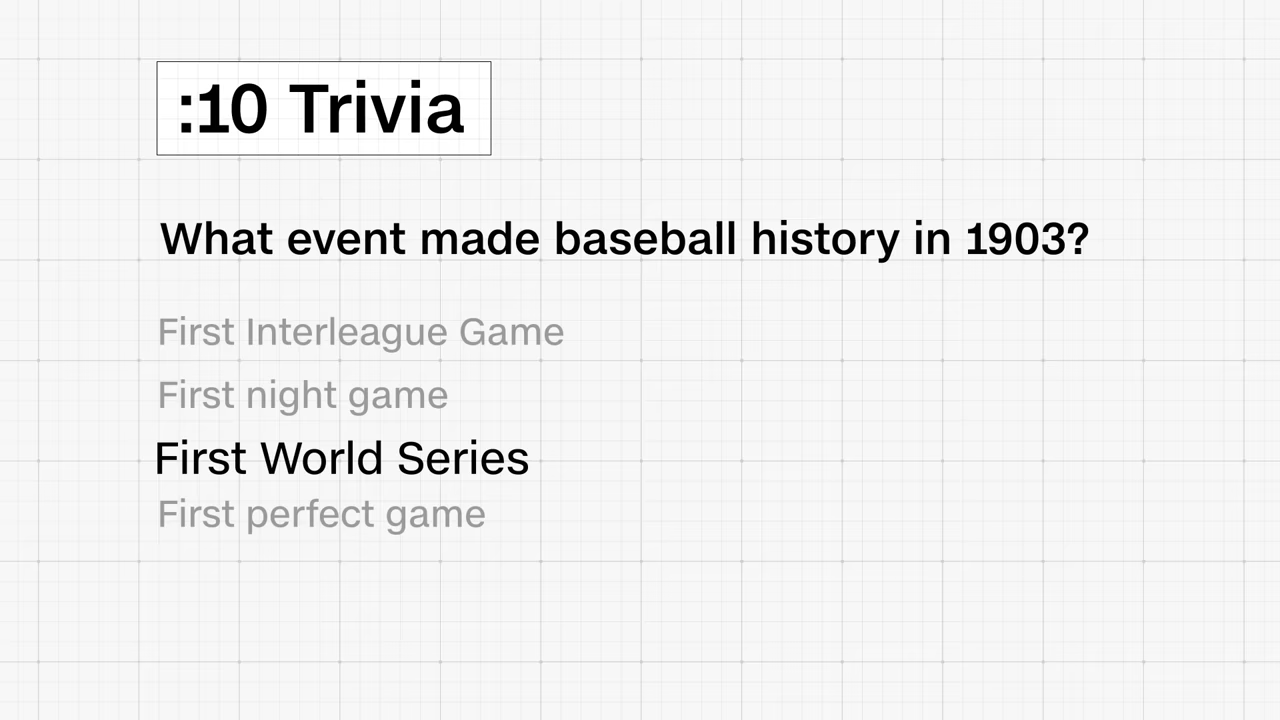 :10 Trivia
What event made baseball history in 1903?
First Interleague Game
First night game
First World Series
First perfect game